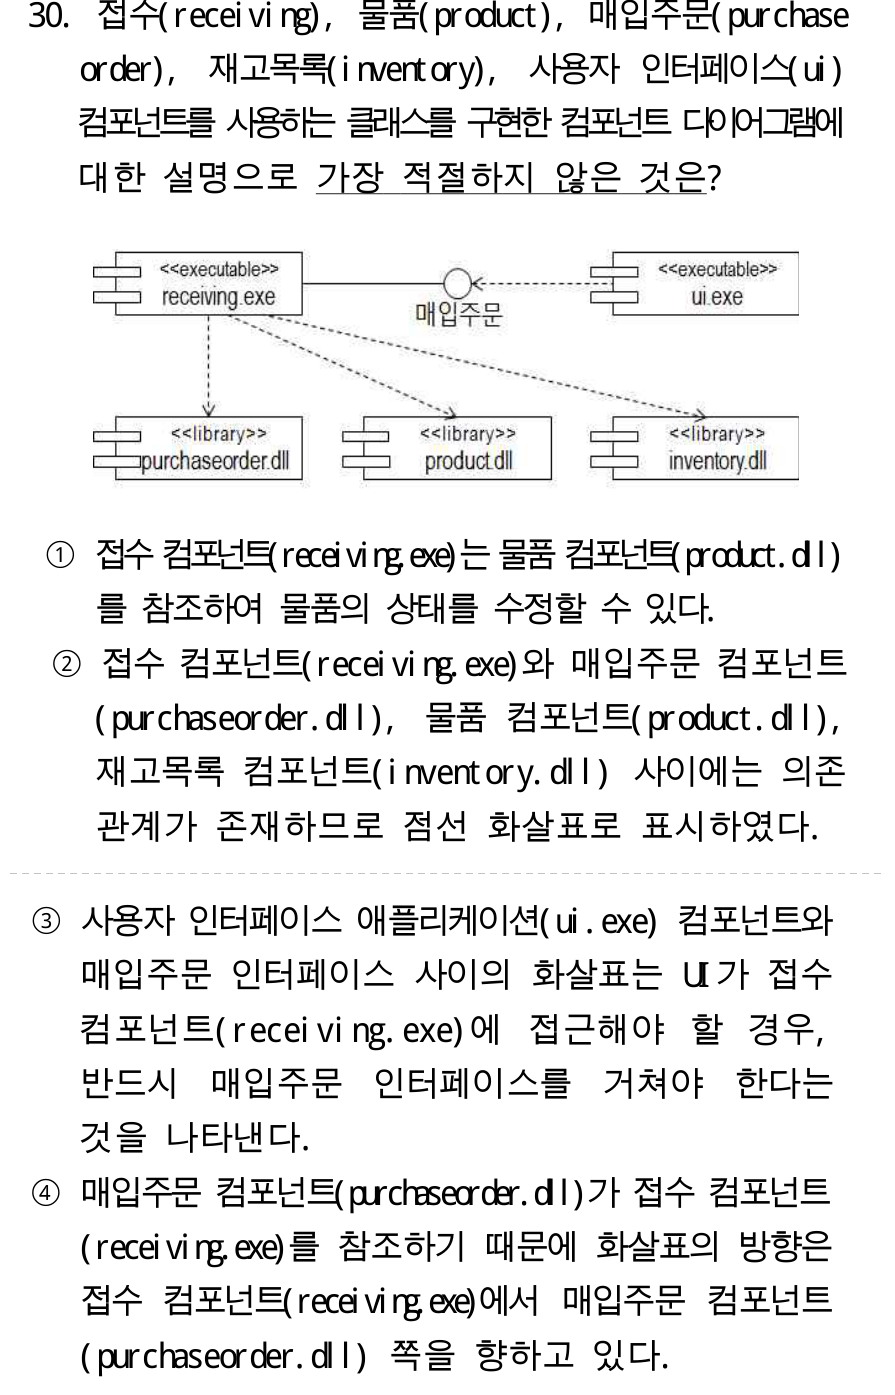 30. 접수(receiving), 물품(product), 매입주문(purchase
order), 재고목록(inventory), 사용자 인터페이스(ui)
컴포넌트를 사용하는 클래스를 구현한 컴포넌트 다이어그램에
대한 설명으로 가장 적절하지 않은 것은?
<<executable>>
receiving.exe
매입주문
<<executable>>
ui.exe
<<library>>
purchaseorder.dll
<<library>>
product.dll
<<library>>
inventory.dll
① 접수 컴포넌트(receiving.exe)는 물품 컴포넌트(product.dll)
를 참조하여 물품의 상태를 수정할 수 있다.
② 접수 컴포넌트(receiving.exe)와 매입주문 컴포넌트
(purchaseorder.dll), 물품 컴포넌트(product.dll),
재고목록 컴포넌트(inventory.dll) 사이에는 의존
관계가 존재하므로 점선 화살표로 표시하였다.
③ 사용자 인터페이스 애플리케이션(ui.exe) 컴포넌트와
매입주문 인터페이스 사이의 화살표는 UI가 접수
컴포넌트(receiving.exe)에 접근해야 할 경우,
반드시 매입주문 인터페이스를 거쳐야 한다는
것을 나타낸다.
④ 매입주문 컴포넌트(purchaseorder.dll)가 접수 컴포넌트
(receiving.exe)를 참조하기 때문에 화살표의 방향은
접수 컴포넌트(receiving.exe)에서 매입주문 컴포넌트
(purchaseorder.dll) 쪽을 향하고 있다.